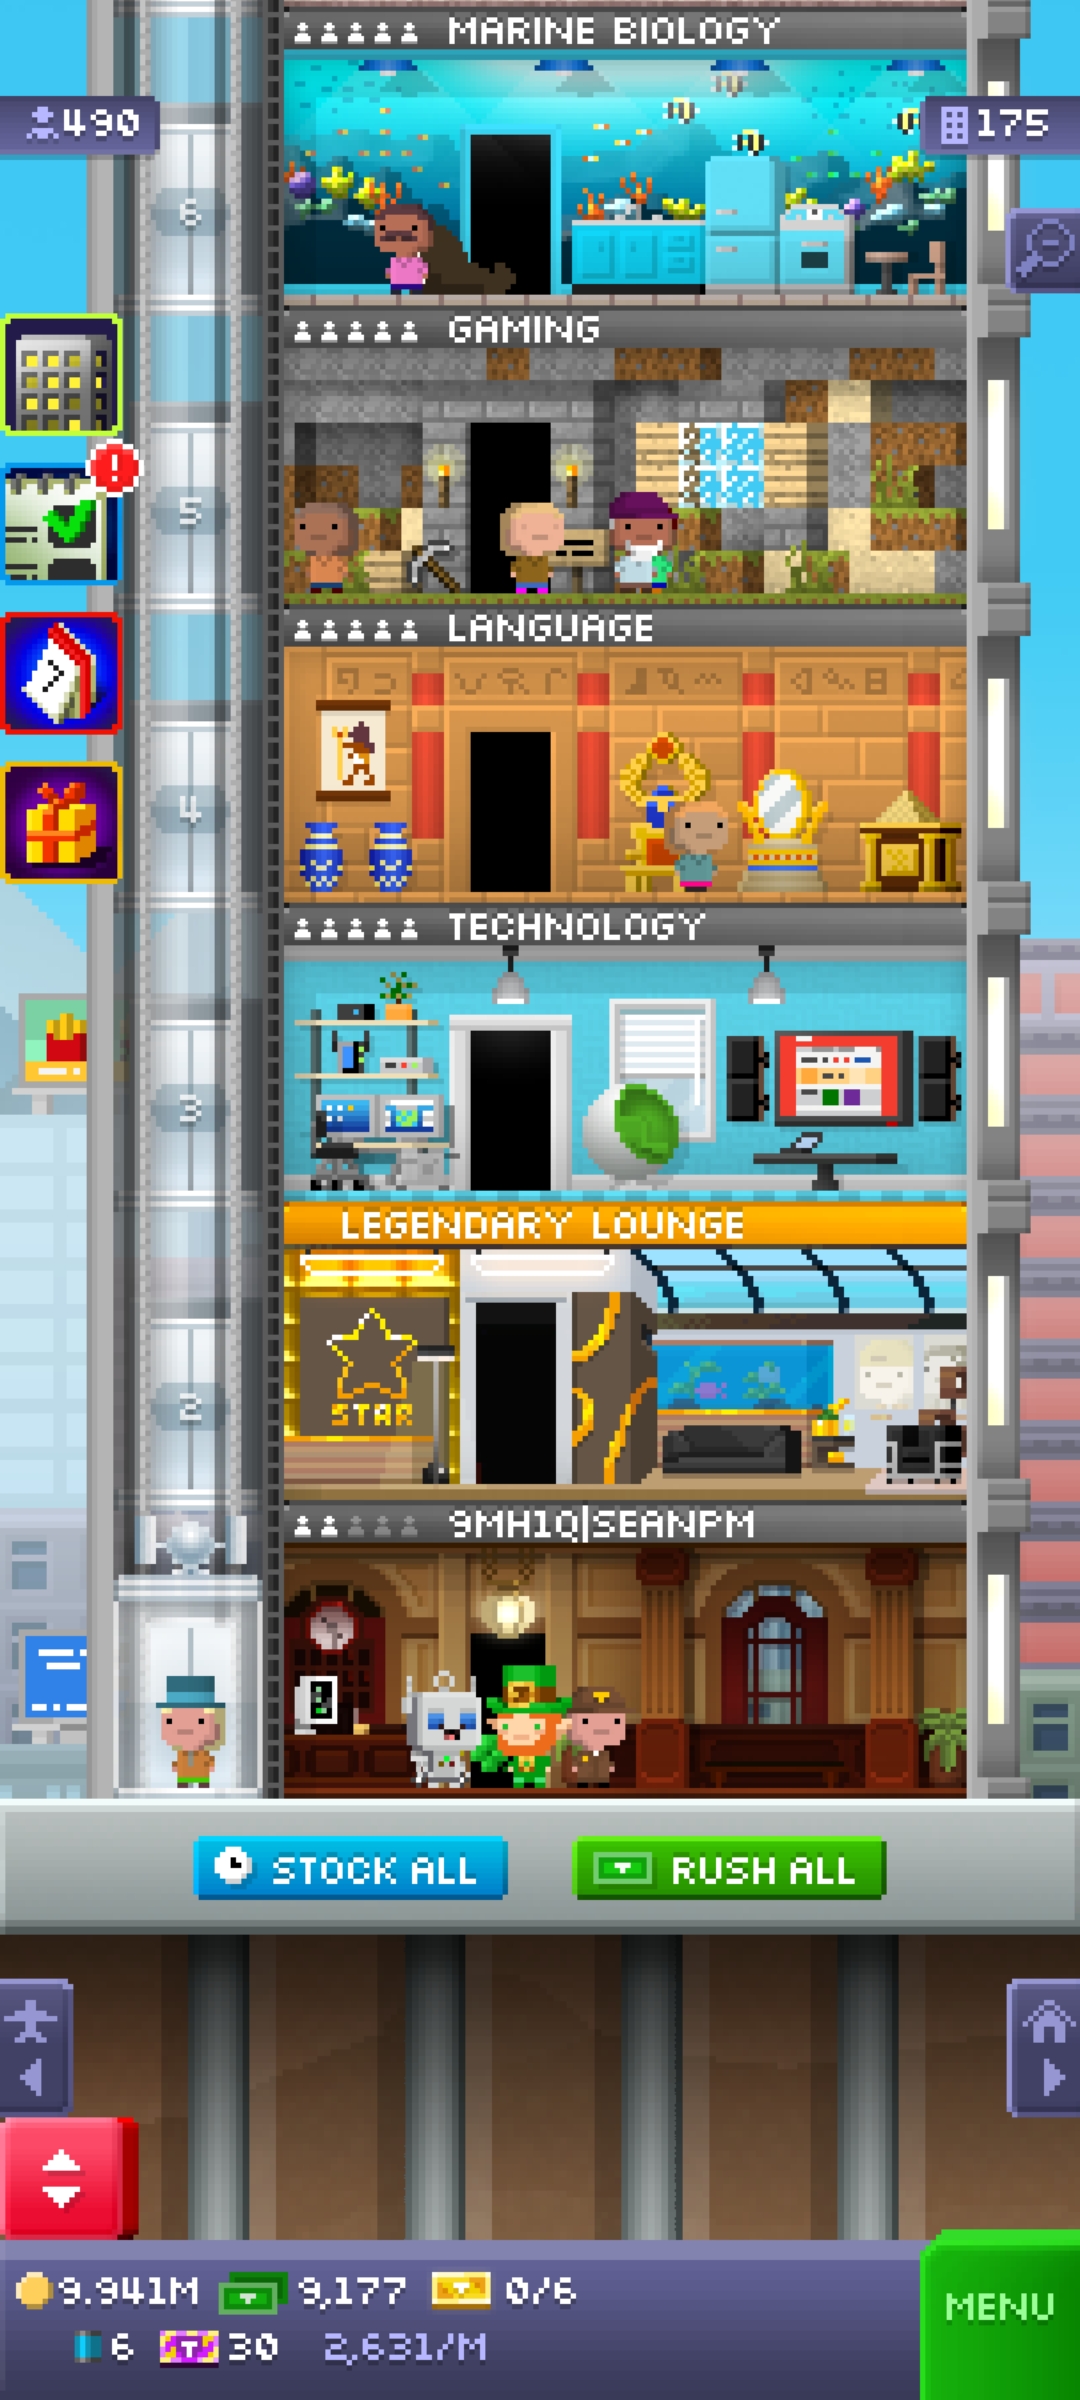 MARINE BIOLOGY
490
175
6
GAMING
5
LANGUAGE
7
4
TECHNOLOGY
3
LEGENDARY LOUNGE
STAR
2
9MH1Q|SEANPM
STOCK ALL
RUSH ALL
9.941M 9,177 0/6
6 30 2,631/M
MENU